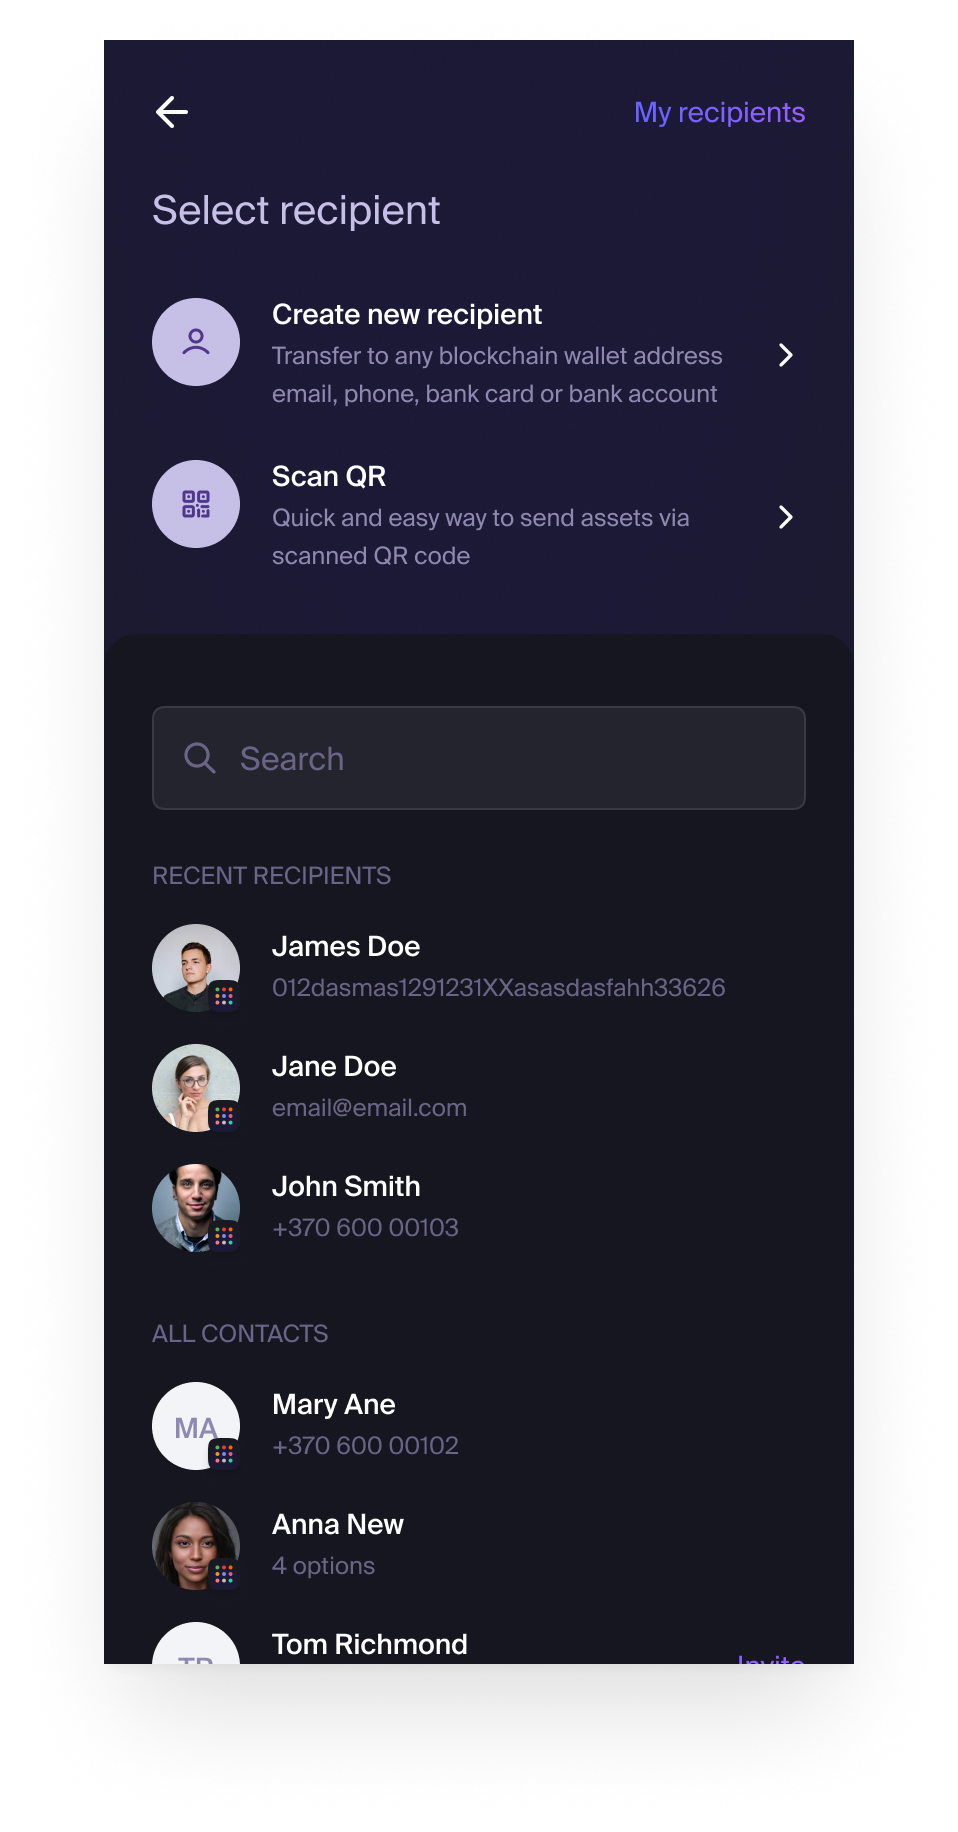 My recipients
Select recipient
Create new recipient
Transfer to any blockchain wallet address
email, phone, bank card or bank account
Scan QR
Quick and easy way to send assets via
scanned QR code
Search
RECENT RECIPIENTS
James Doe
012dasmas1291231XXasasdasfahh33626
Jane Doe
email@email.com
John Smith
+370 600 00103
ALL CONTACTS
MA
Mary Ane
+370 600 00102
Anna New
4 options
TR
Tom Richmond
Invite